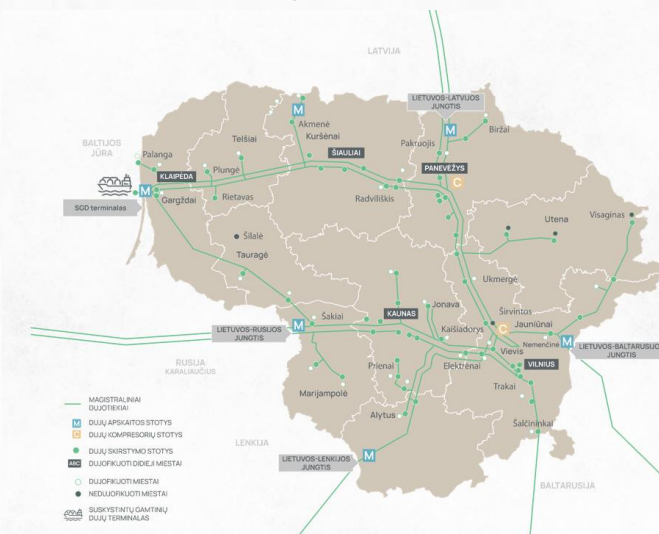 LATVIJA
LIETUVOS-LATVIJOS
JUNGTIS
M
M
Akmenė
Kuršėnai
Biržai
BALTIJOS
JŪRA
Palanga
Telšiai
ŠIAULIAI
Pakruojis
PANEVĖŽYS
C
KLAIPĖDA
Plungė
M
Gargždai
Rietavas
Radviliškis
SGD terminalas
Šilalė
Tauragė
Utena
Visaginas
Ukmergė
Šakiai
KAUNAS
Jonava
Širvintos
M
Kaišiadorys
C
Jauniūnai
LIETUVOS-RUSIJOS
JUNGTIS
Nemenčinė
M
LIETUVOS-BALTARUSIJOS
JUNGTIS
RUSIJA
KARALIAUČIUS
Prienai
Elektrėnai
Vievis
VILNIUS
Trakai
Marijampolė
Alytus
Šalčininkai
LENKIJA
LIETUVOS-LENKIJOS
JUNGTIS
M
BALTARUSIJA
MAGISTRALINIAI
DUJOTIEKIAI
M DUJŲ APSKAITOS STOTYS
C DUJŲ KOMPRESORIŲ STOTYS
DUJŲ SKIRSTYMO STOTYS
ABC DUJOFIKUOTI DIDIEJI MIESTAI
DUJOFIKUOTI MIESTAI
NEDUJOFIKUOTI MIESTAI
SUSKYSTINTŲ GAMTINIŲ
DUJŲ TERMINALAS